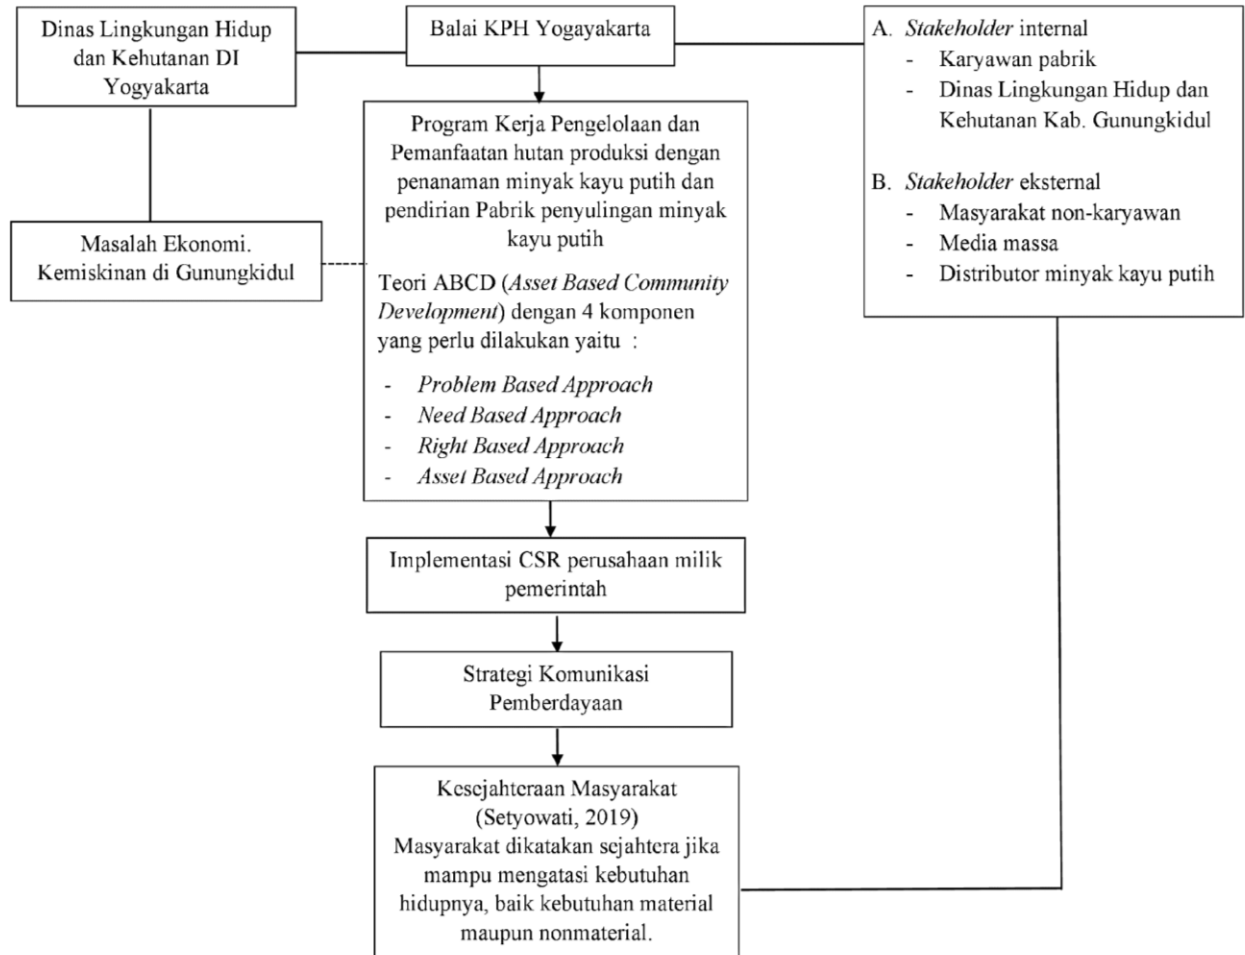 Dinas Lingkungan Hidup
dan Kehutanan DI
Yogyakarta
Balai KPH Yogayakarta
A. Stakeholder internal
- Karyawan pabrik
- Dinas Lingkungan Hidup dan
Kehutanan Kab. Gunungkidul
B. Stakeholder eksternal
- Masyarakat non-karyawan
- Media massa
- Distributor minyak kayu putih
Masalah Ekonomi.
Kemiskinan di Gunungkidul
Program Kerja Pengelolaan dan
Pemanfaatan hutan produksi dengan
penanaman minyak kayu putih dan
pendirian Pabrik penyulingan minyak
kayu putih
Teori ABCD (Asset Based Community
Development) dengan 4 komponen
yang perlu dilakukan yaitu :
- Problem Based Approach
- Need Based Approach
- Right Based Approach
- Asset Based Approach
Implementasi CSR perusahaan milik
pemerintah
Strategi Komunikasi
Pemberdayaan
Kesejahteraan Masyarakat
(Setyowati, 2019)
Masyarakat dikatakan sejahtera jika
mampu mengatasi kebutuhan
hidupnya, baik kebutuhan material
maupun nonmaterial.